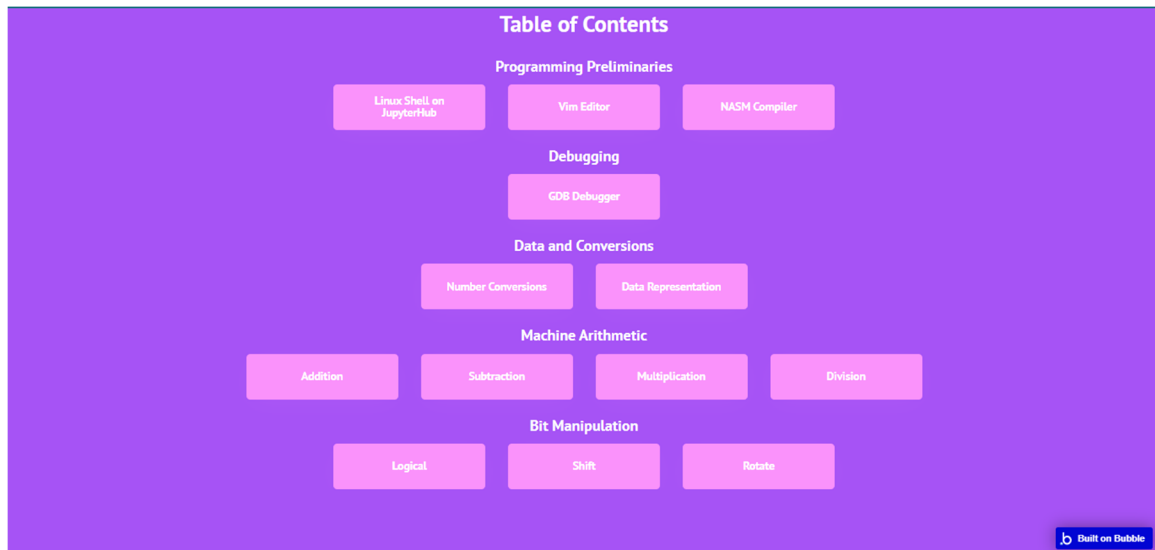 Table of Contents
Programming Preliminaries
Linux Shell on
JupyterHub
Vim Editor
NASM Compiler
Debugging
GDB Debugger
Data and Conversions
Number Conversions
Data Representation
Machine Arithmetic
Addition
Subtraction
Multiplication
Division
Bit Manipulation
Logical
Shift
Rotate
.b Built on Bubble